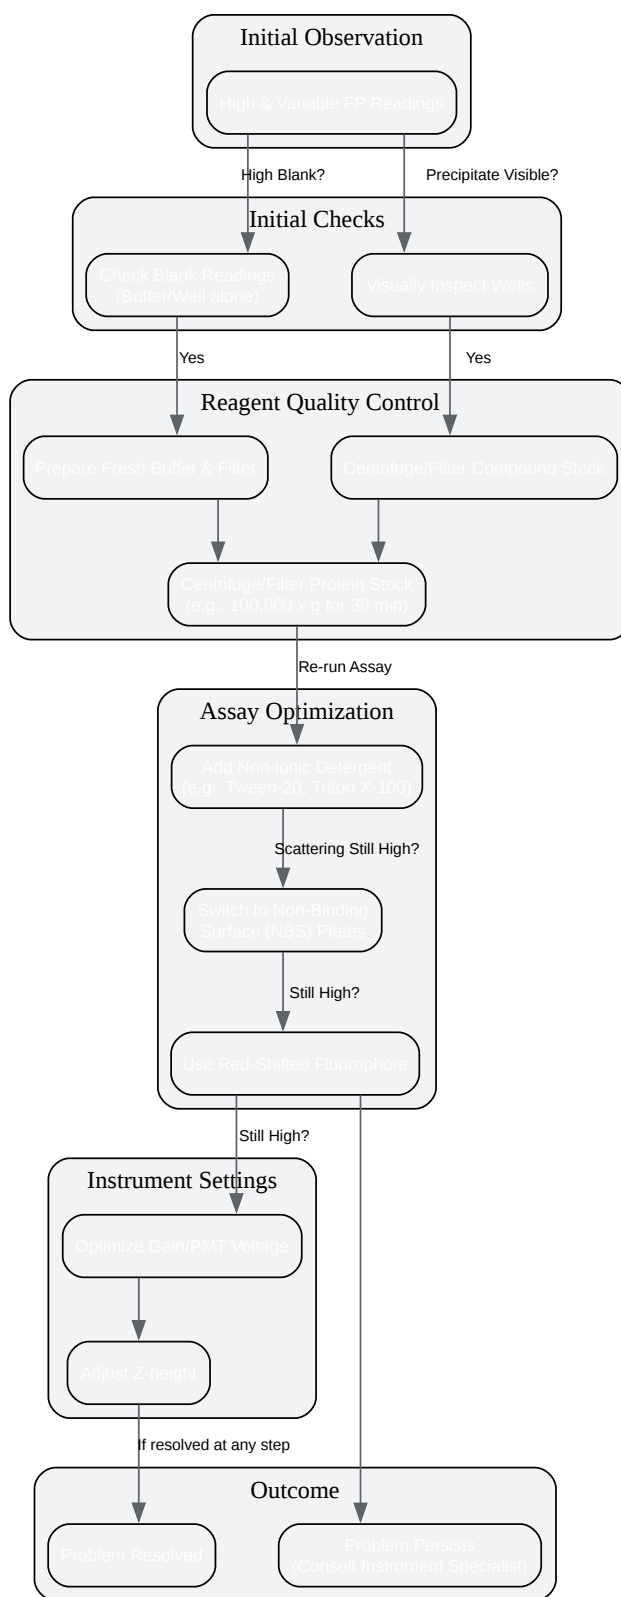 Initial Observation
High & Variable FP Readings
High Blank?
Precipitate Visible?
Initial Checks
Check Blank Readings
(Buffer/Well alone)
Visually Inspect Wells
Yes
Yes
Reagent Quality Control
Prepare Fresh Buffer & Filter
Centrifuge/Filter Compound Stock
Centrifuge/Filter Protein Stock
(e.g., 100,000 x g for 30 min)
Re-run Assay
Assay Optimization
Add Non-ionic Detergent
(e.g., Tween-20, Triton X-100)
Scattering Still High?
Switch to Non-Binding
Surface (NBS) Plates
Still High?
Use Red-Shifted Fluorophore
Still High?
Instrument Settings
Optimize Gain/PMT Voltage
Adjust Z-height
If resolved at any step
Outcome
Problem Resolved
Problem Persists
(Consult Instrument Specialist)